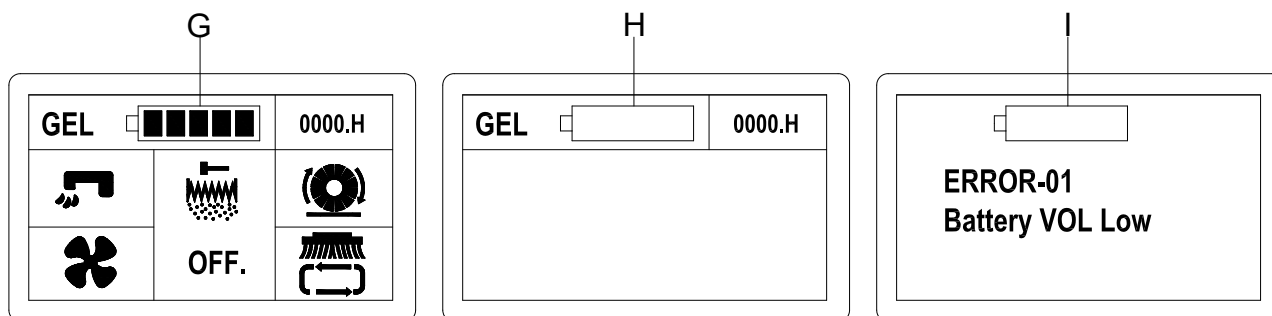 G
H
I
GEL
0000.H
OFF.
GEL
0000.H
ERROR-01
Battery VOL Low